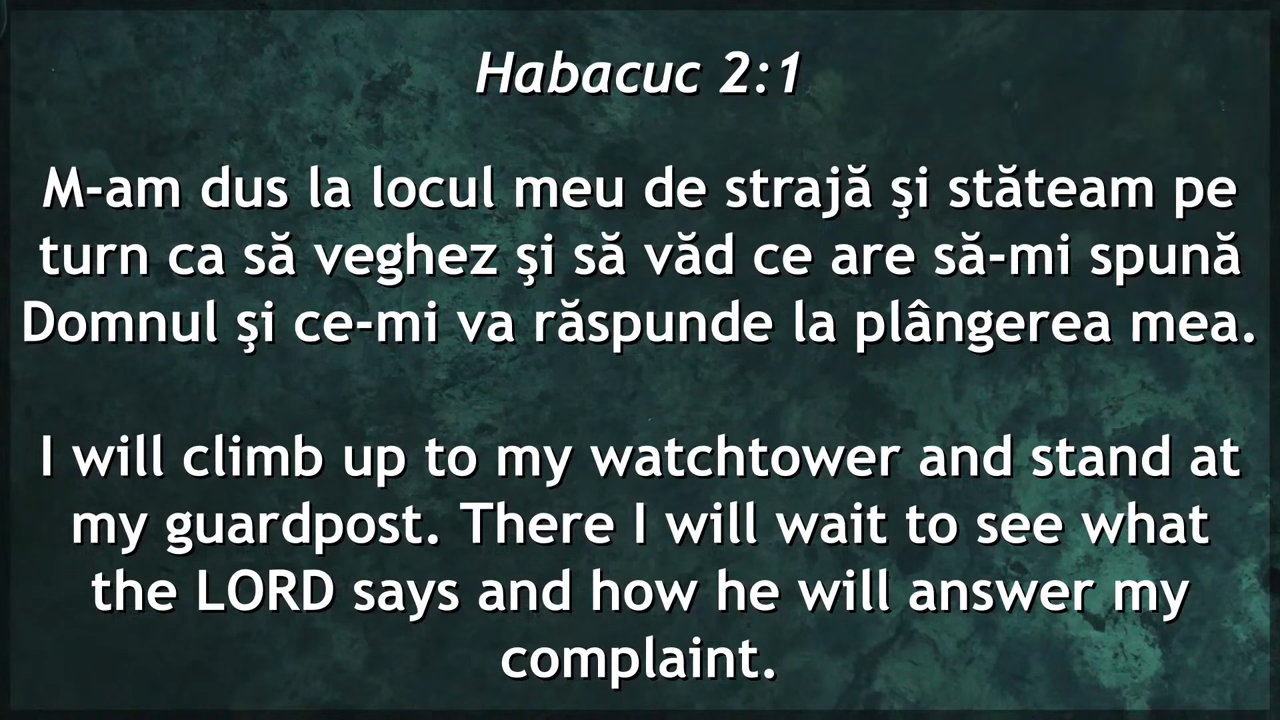 Habacuc 2:1
M-am dus la locul meu de strajă şi stăteam pe
turn ca să veghez şi să văd ce are să-mi spună
Domnul şi ce-mi va răspunde la plângerea mea.
I will climb up to my watchtower and stand at
my guardpost. There I will wait to see what
the LORD says and how he will answer my
complaint.